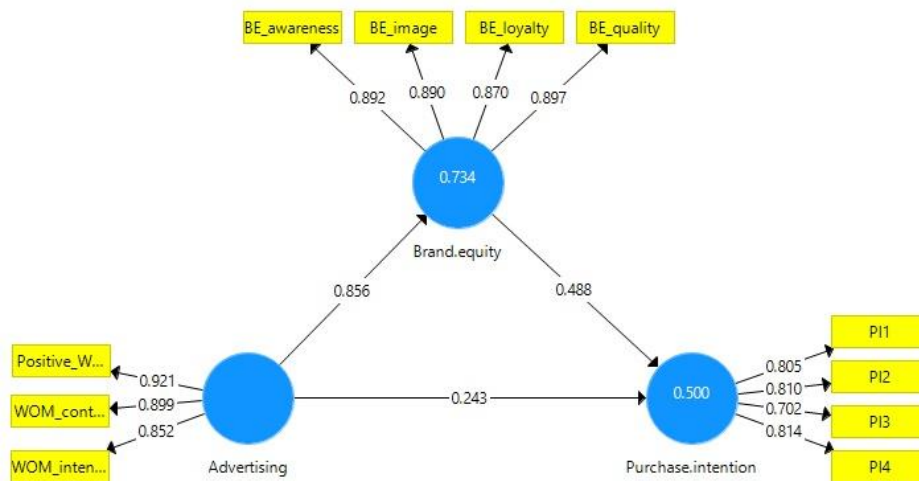 BE_awareness
BE_image
BE_loyalty
BE_quality
0.892
0.890
0.870
0.897
0.734
Brand.equity
0.856
0.488
Positive_W...
WOM_cont...
WOM_inten...
0.921
0.899
0.852
Advertising
0.243
0.500
Purchase.intention
0.805
0.810
0.702
0.814
PI1
PI2
PI3
PI4